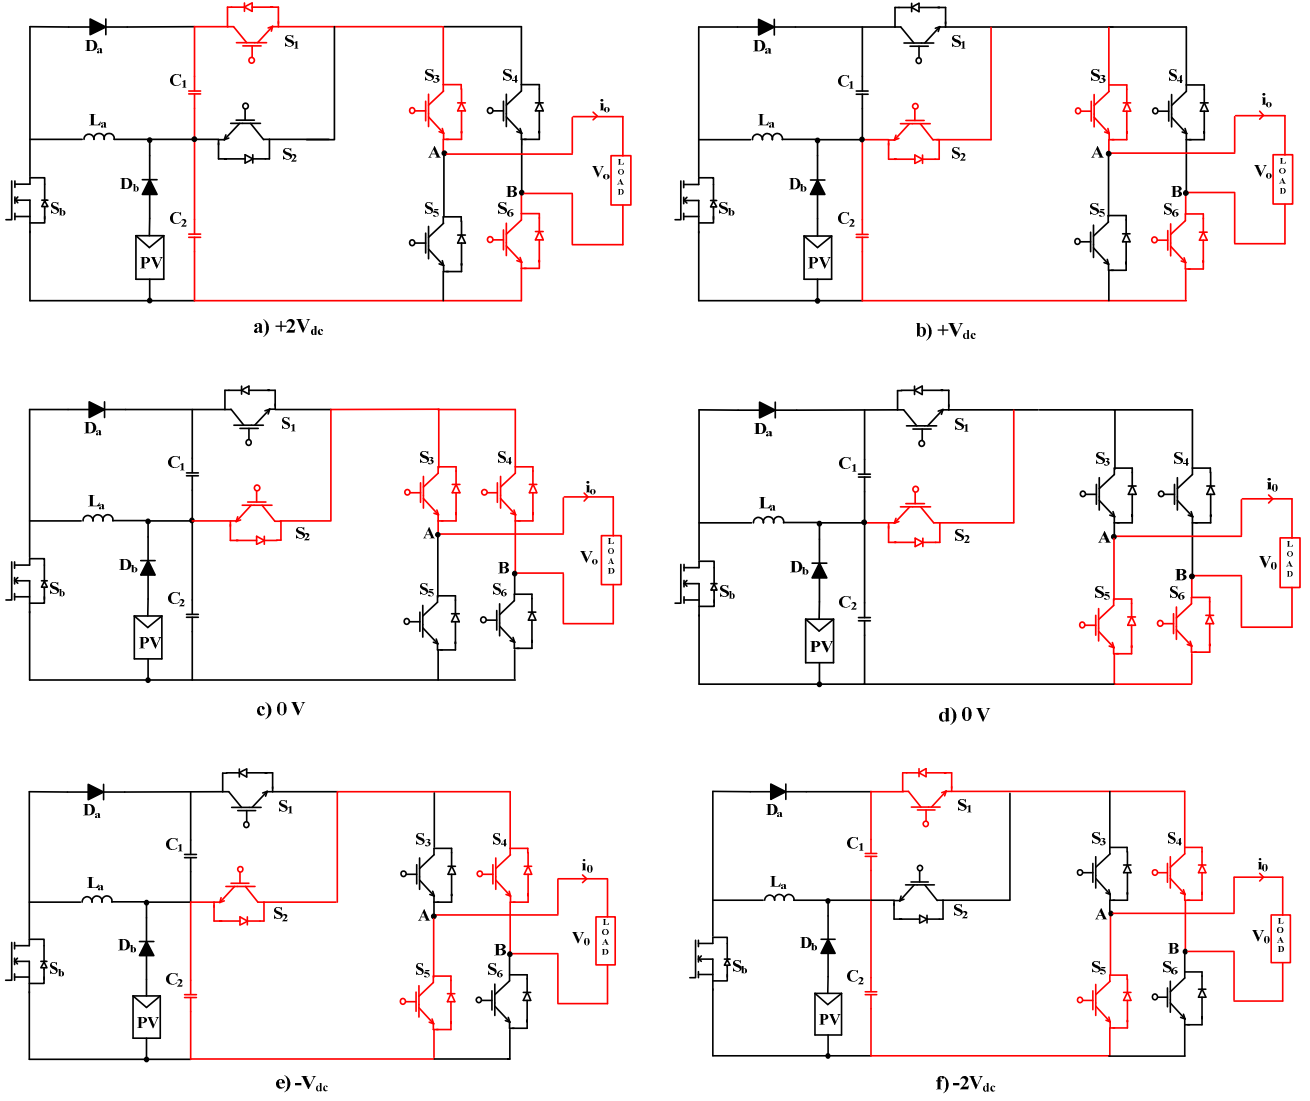 Da
S1
C1
S3
S4
io
La
S2
A
Vo
LOAD
Db
B
Sb
C2
S5
S6
PV
a) +2Vdc
Da
S1
C1
S3
S4
io
La
S2
A
Vo
LOAD
Db
B
Sb
C2
S5
S6
PV
b) +Vdc
Da
S1
C1
S3
S4
io
La
S2
A
Vo
LOAD
Db
B
Sb
C2
S5
S6
PV
c) 0 V
Da
S1
C1
S3
S4
i0
La
S2
A
V0
LOAD
Db
B
Sb
C2
S5
S6
PV
d) 0 V
Da
S1
C1
S3
S4
i0
La
S2
A
V0
LOAD
Db
B
Sb
C2
S5
S6
PV
e) -Vdc
Da
S1
C1
S3
S4
i0
La
S2
A
V0
LOAD
Db
B
Sb
C2
S5
S6
PV
f) -2Vdc